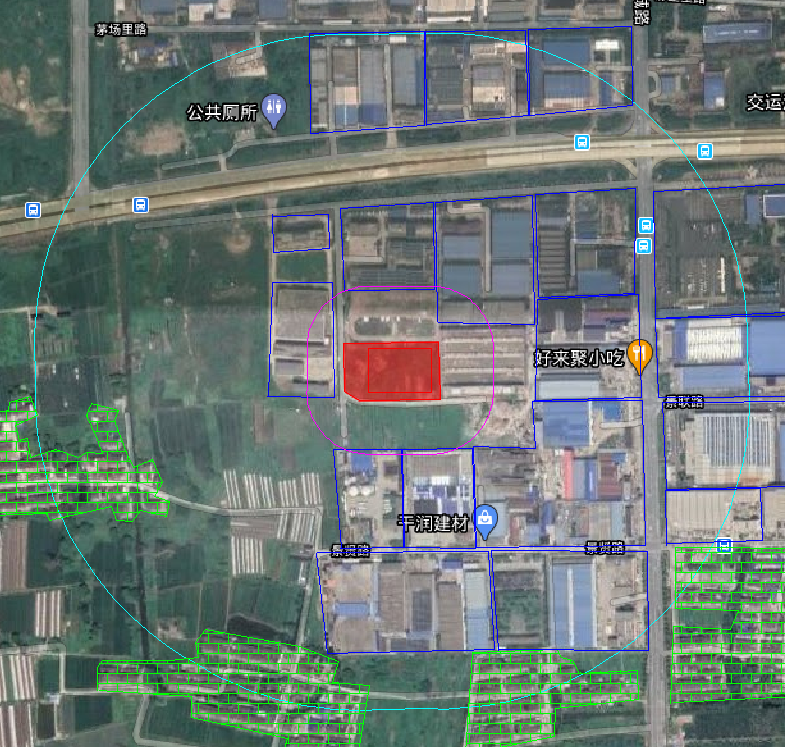 茅场里路
公共厕所
交运
好来聚小吃
景联路
千润建材
景贤路
景贤路